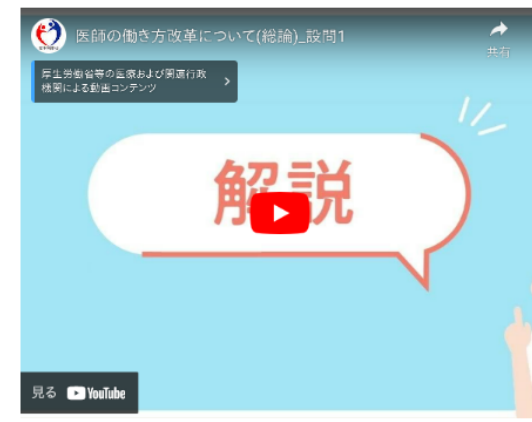 医師の働き方改革について(総論)_設問1
共有
厚生労働省等の医療および関連行政
機関による動画コンテンツ
解説
見る YouTube